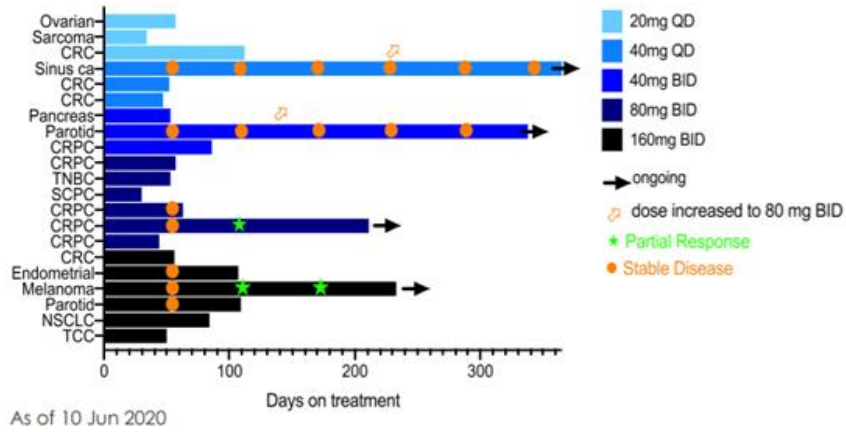 Ovarian
Sarcoma
CRC
Sinus ca
CRC
CRC
Pancreas
Parotid
CRPC
CRPC
TNBC
SCPC
CRPC
CRPC
CRPC
CRC
Endometrial
Melanoma
Parotid
NSCLC
TCC
0 100 200 300
Days on treatment
As of 10 Jun 2020
20mg QD
40mg QD
40mg BID
80mg BID
160mg BID
ongoing
dose increased to 80 mg BID
Partial Response
Stable Disease